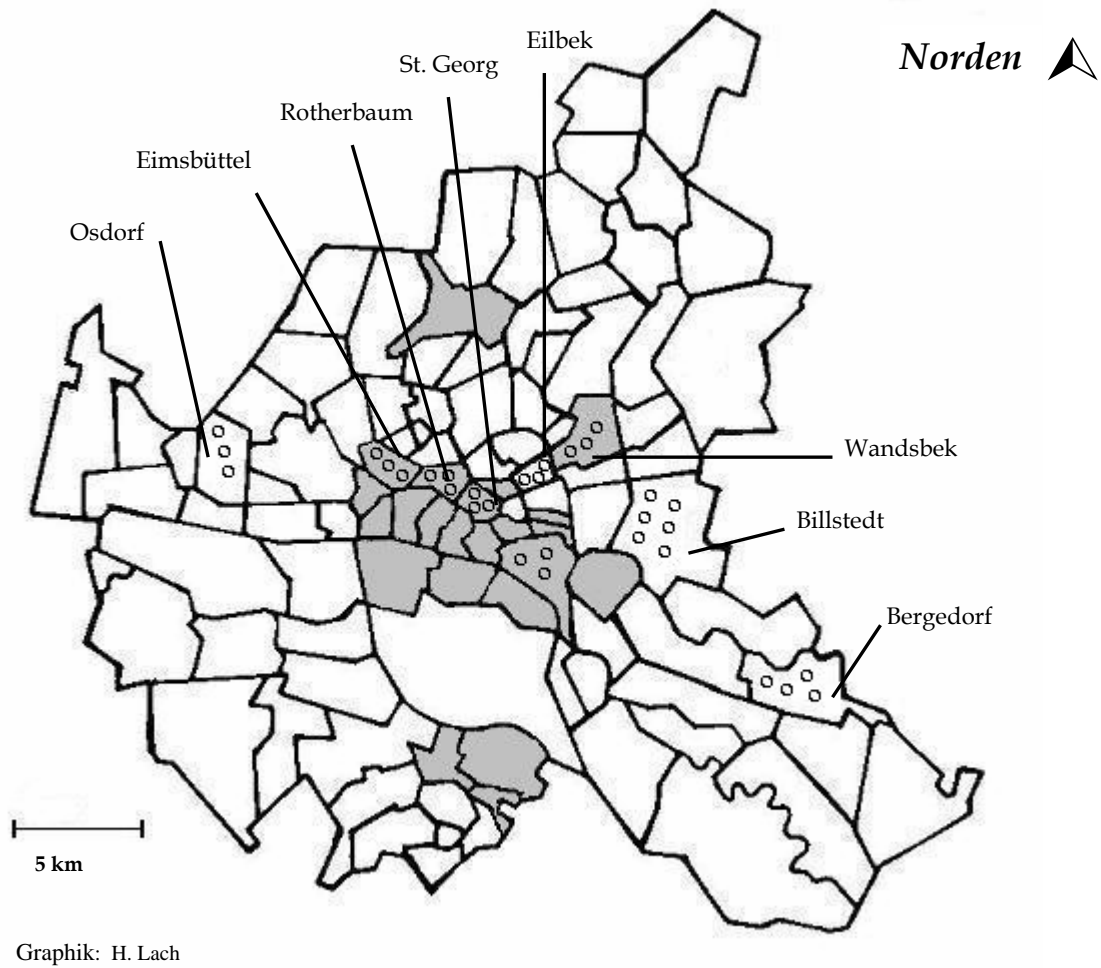 Eilbek
Norden
St. Georg
Rotherbaum
Eimsbüttel
Osdorf
Wandsbek
Billstedt
Bergedorf
5 km
Graphik: H. Lach